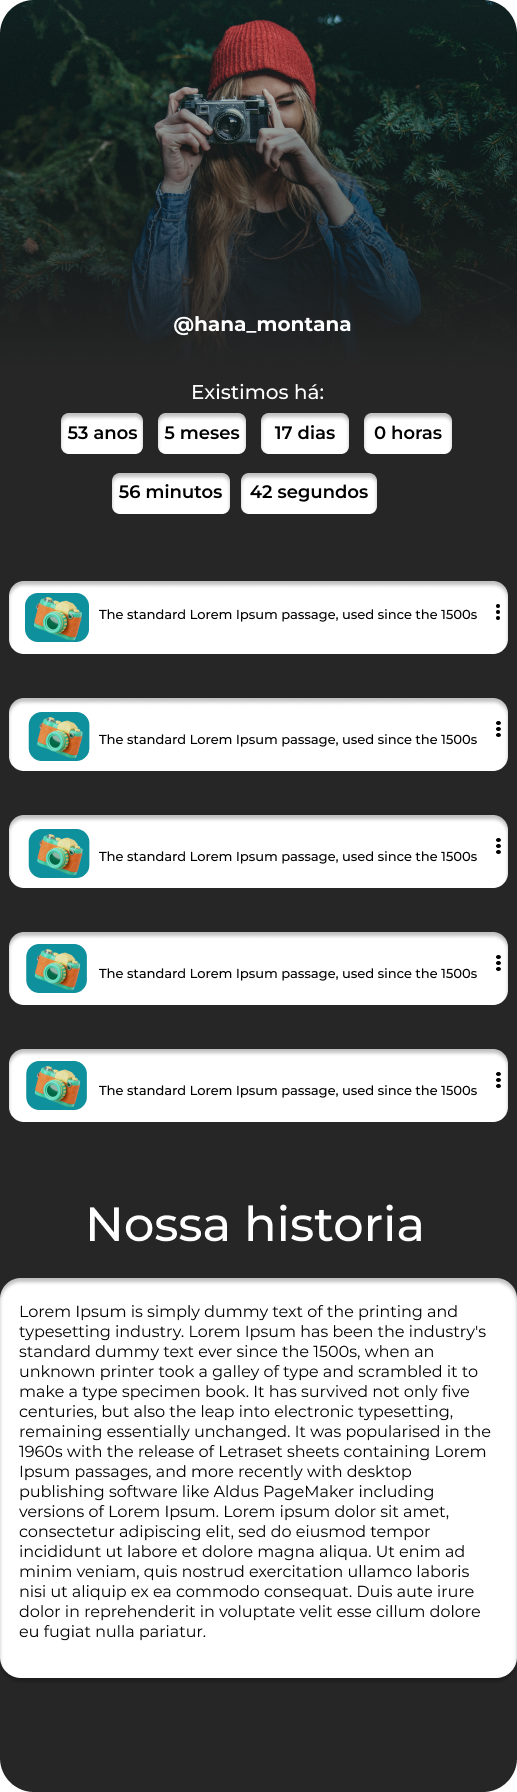 @hana_montana
Existimos há:
53 anos 5 meses 17 dias 0 horas
56 minutos 42 segundos
The standard Lorem Ipsum passage, used since the 1500s
The standard Lorem Ipsum passage, used since the 1500s
The standard Lorem Ipsum passage, used since the 1500s
The standard Lorem Ipsum passage, used since the 1500s
The standard Lorem Ipsum passage, used since the 1500s
Nossa historia
Lorem Ipsum is simply dummy text of the printing and
typesetting industry. Lorem Ipsum has been the industry's
standard dummy text ever since the 1500s, when an
unknown printer took a galley of type and scrambled it to
make a type specimen book. It has survived not only five
centuries, but also the leap into electronic typesetting,
remaining essentially unchanged. It was popularised in the
1960s with the release of Letraset sheets containing Lorem
Ipsum passages, and more recently with desktop
publishing software like Aldus PageMaker including
versions of Lorem Ipsum. Lorem ipsum dolor sit amet,
consectetur adipiscing elit, sed do eiusmod tempor
incididunt ut labore et dolore magna aliqua. Ut enim ad
minim veniam, quis nostrud exercitation ullamco laboris
nisi ut aliquip ex ea commodo consequat. Duis aute irure
dolor in reprehenderit in voluptate velit esse cillum dolore
eu fugiat nulla pariatur.